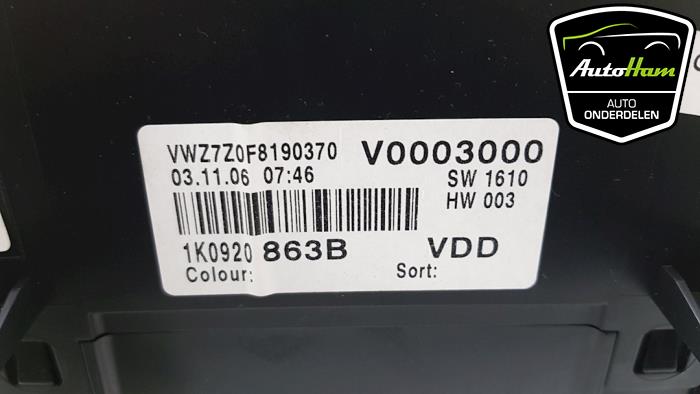 AutoHam
AUTO
ONDERDELEN
VWZ7Z0F8190370 V0003000
03.11.06 07:46 SW 1610
HW 003
1K0920 863B VDD
Colour: Sort: